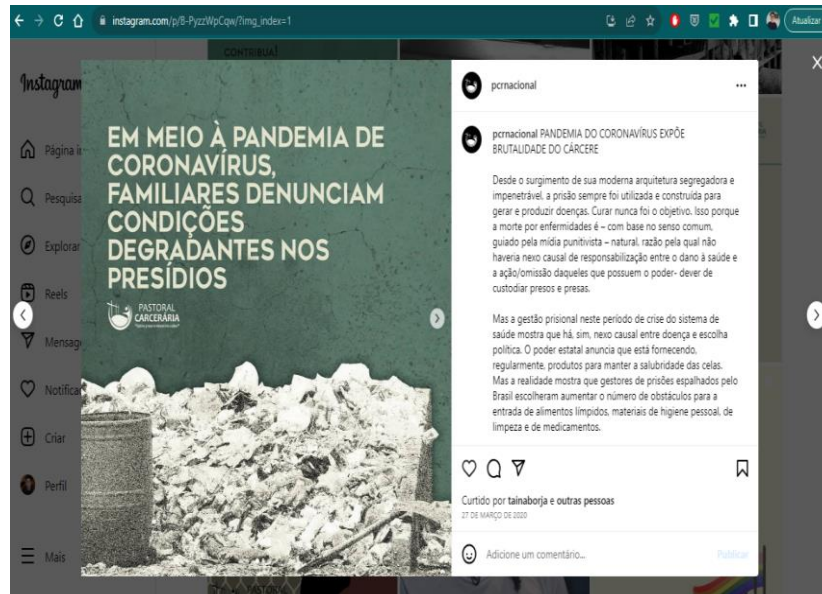 instagram.com/p/B-PyzzWpCqw/?img_index=1
Atualizar
CONTRIBUA!
Instagram
Página in
Pesquisa
Explorar
Reels
Mensage
Notifica
Criar
Perfil
Mais
EM MEIO À PANDEMIA DE
CORONAVÍRUS,
FAMILIARES DENUNCIAM
CONDIÇÕES
DEGRADANTES NOS
PRESÍDIOS
PASTORAL
CARCERÁRIA
pcrnacional
pcrnacional PANDEMIA DO CORONAVÍRUS EXPÕE
BRUTALIDADE DO CÁRCERE
Desde o surgimento de sua moderna arquitetura segregadora e
impenetrável, a prisão sempre foi utilizada e construída para
gerar e produzir doenças. Curar nunca foi o objetivo. Isso porque
a morte por enfermidades é – com base no senso comum,
guiado pela mídia punitivista – natural, razão pela qual não
haveria nexo causal de responsabilização entre o dano à saúde e
a ação/omissão daqueles que possuem o poder- dever de
custodiar presos e presas.
Mas a gestão prisional neste período de crise do sistema de
saúde mostra que há, sim, nexo causal entre doença e escolha
política. O poder estatal anuncia que está fornecendo,
regularmente, produtos para manter a salubridade das celas.
Mas a realidade mostra que gestores de prisões espalhados pelo
Brasil escolheram aumentar o número de obstáculos para a
entrada de alimentos límpidos, materiais de higiene pessoal, de
limpeza e de medicamentos.
Curtido por tainaborja e outras pessoas
27 DE MARÇO DE 2020
Adicione um comentário...
Publicar